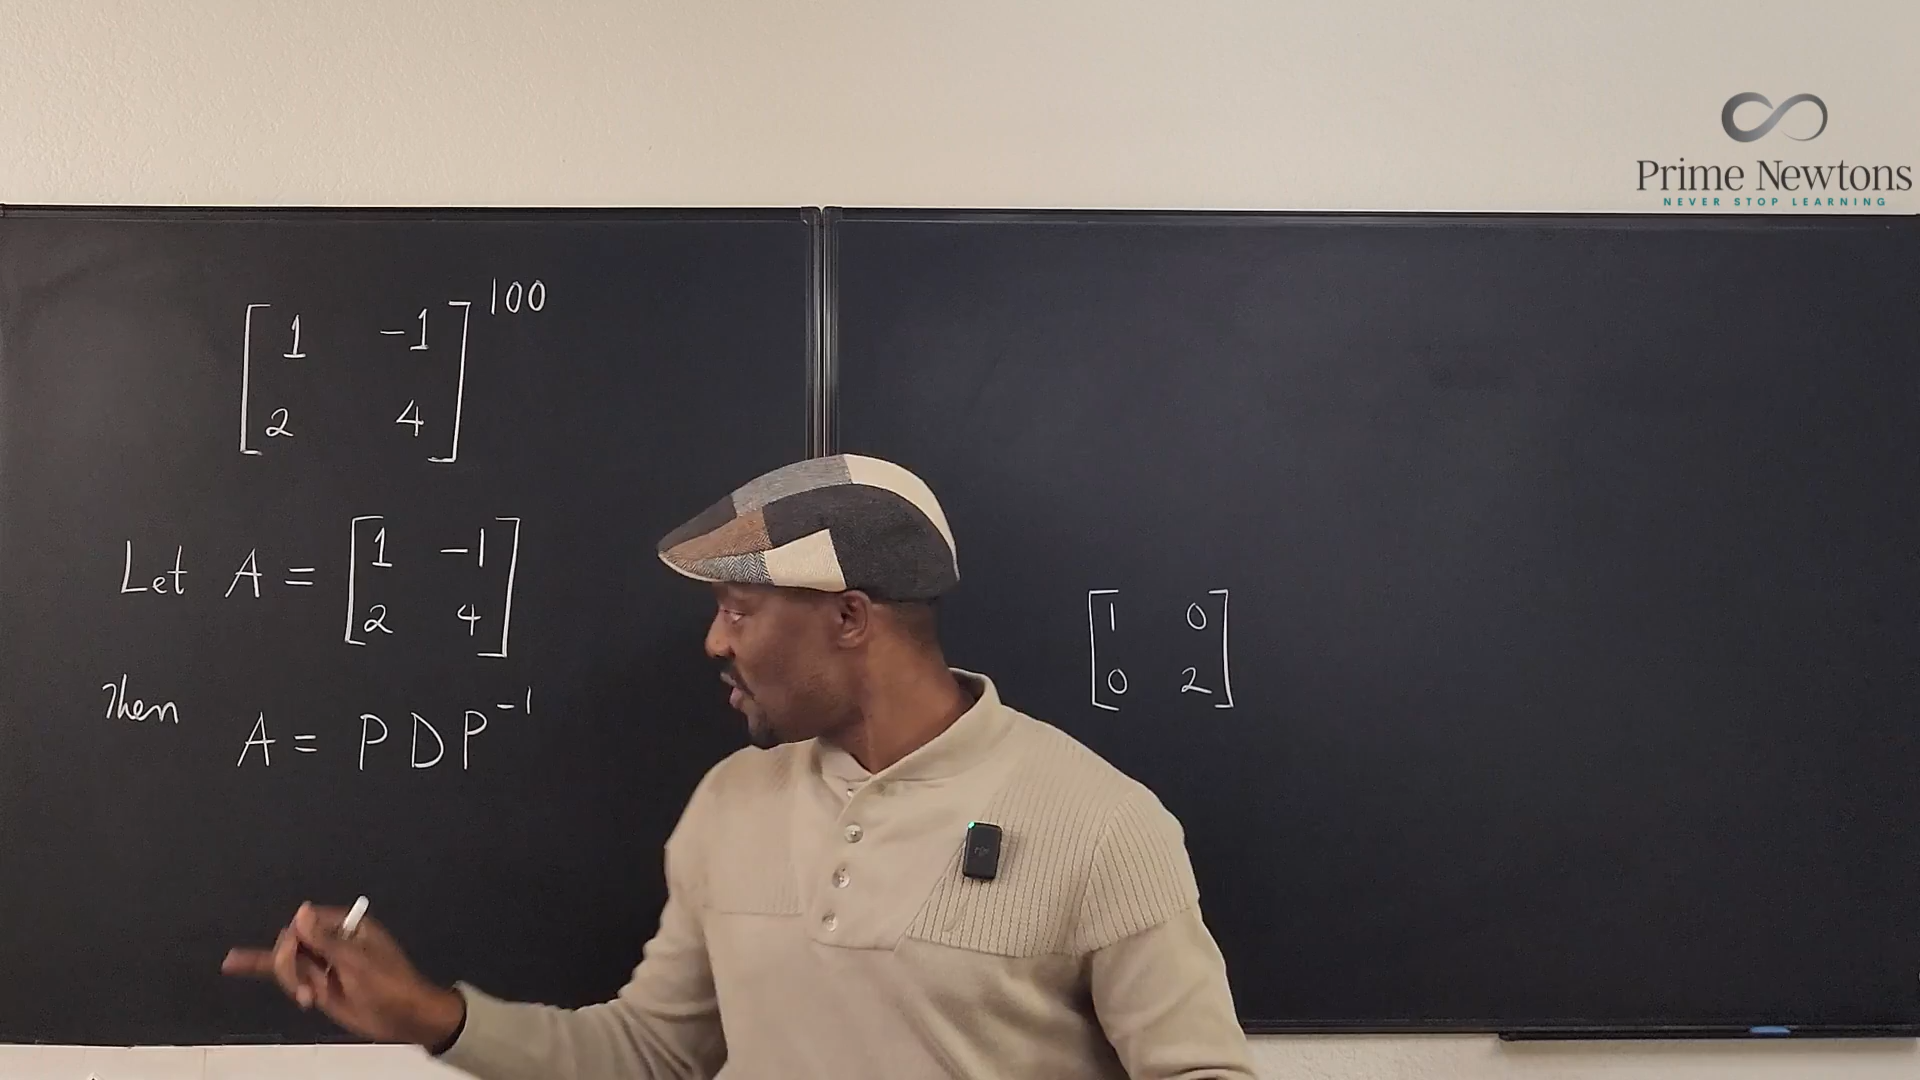 Prime Newtons
NEVER STOP LEARNING
[1 -1]^100
[2 4]
Let A = [1 -1]
[2 4]
Then
A = P D P^-1
[1 0]
[0 2]